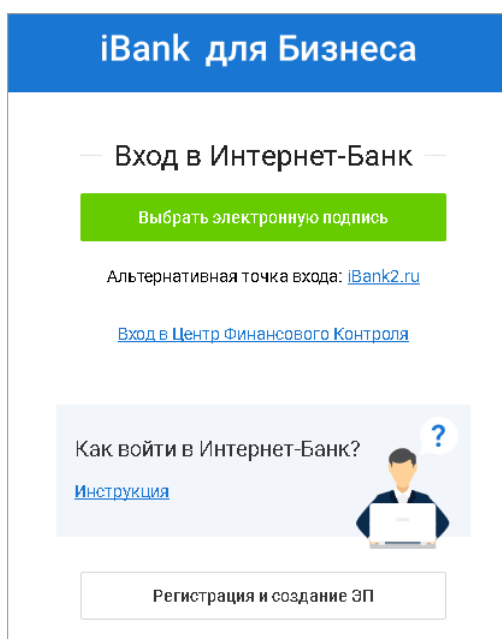 iBank для Бизнеса
Вход в Интернет-Банк
Выбрать электронную подпись
Альтернативная точка входа: iBank2.ru
Вход в Центр Финансового Контроля
?
Как войти в Интернет-Банк?
Инструкция
Регистрация и создание ЭП